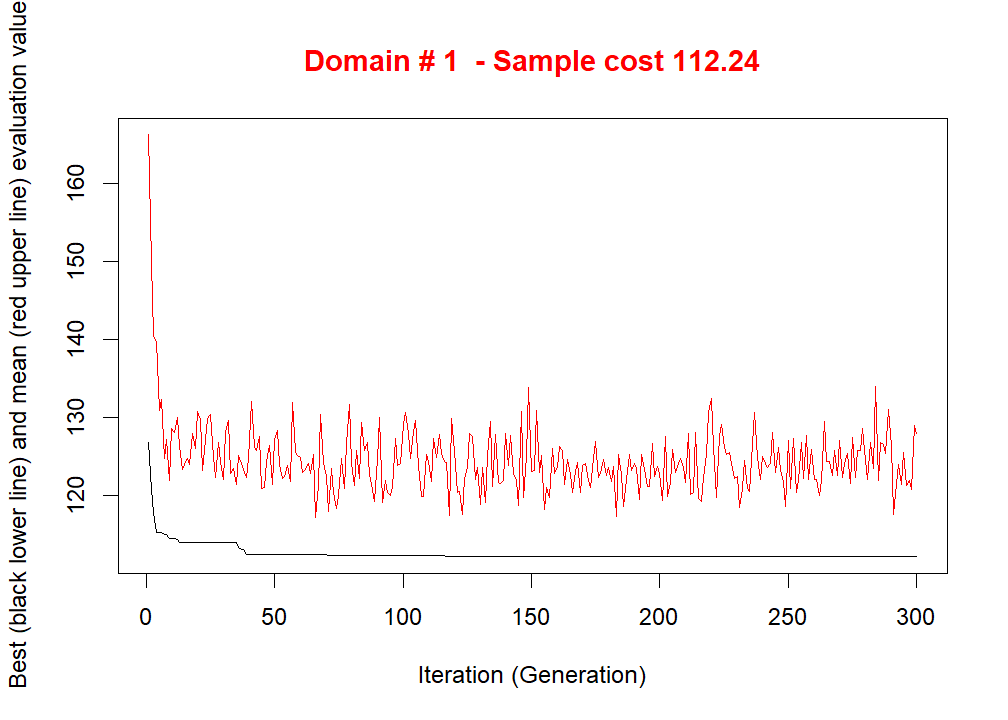 Domain # 1  - Sample cost 112.24
Best (black lower line) and mean (red upper line) evaluation value
160
150
140
130
120
0 50 100 150 200 250 300
Iteration (Generation)